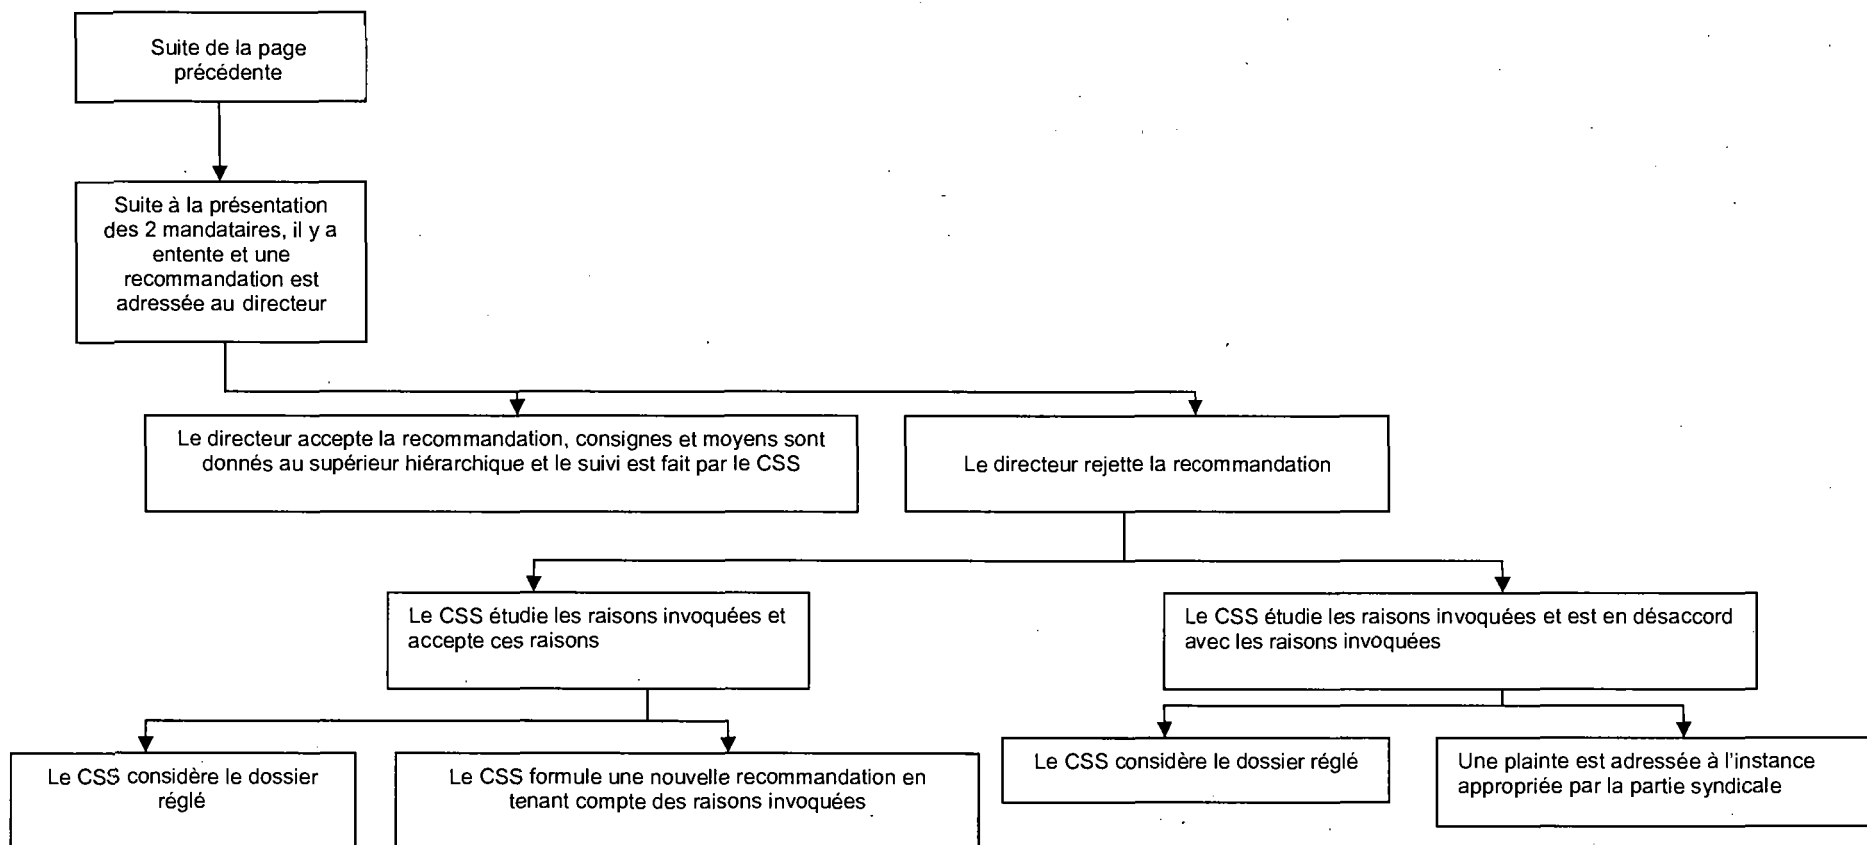 Suite de la page
précédente
Suite à la présentation
des 2 mandataires, il y a
entente et une
recommandation est
adressée au directeur
Le directeur accepte la recommandation, consignes et moyens sont
donnés au supérieur hiérarchique et le suivi est fait par le CSS
Le directeur rejette la recommandation
Le CSS étudie les raisons invoquées et
accepte ces raisons
Le CSS étudie les raisons invoquées et est en désaccord
avec les raisons invoquées
Le CSS considère le dossier
réglé
Le CSS formule une nouvelle recommandation en
tenant compte des raisons invoquées
Le CSS considère le dossier réglé
Une plainte est adressée à l'instance
appropriée par la partie syndicale